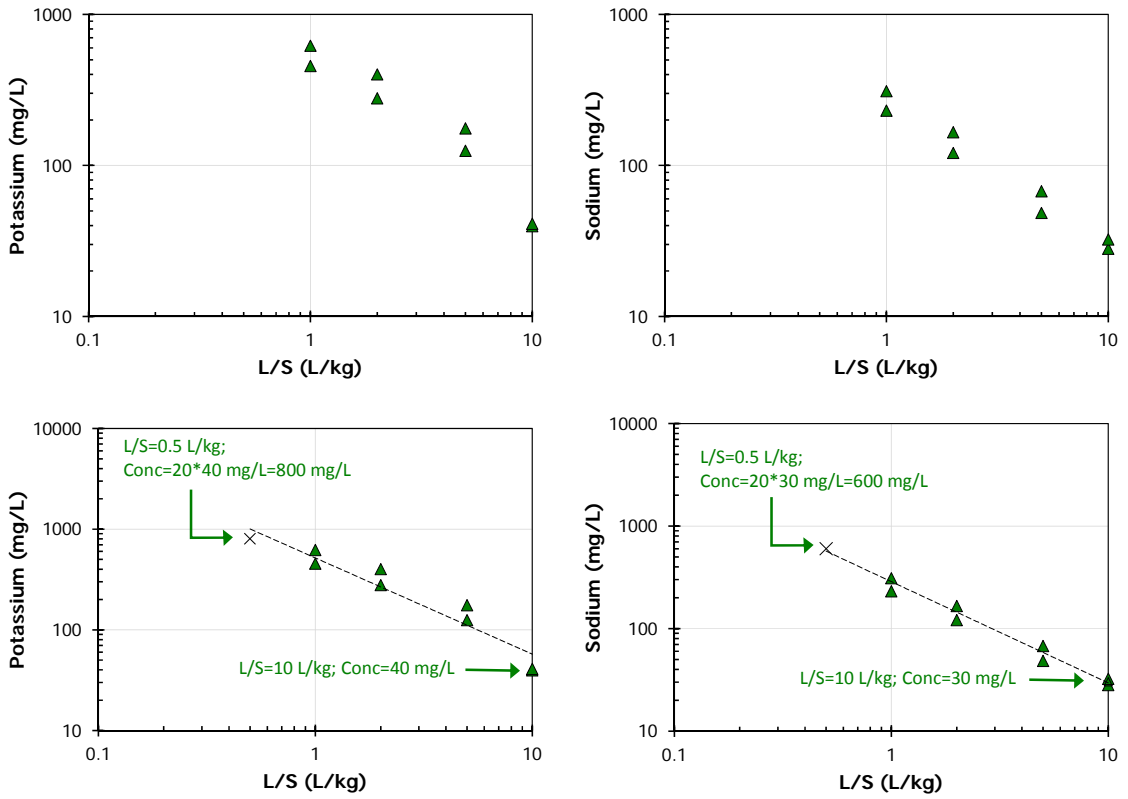 1000
100
10
0.1
1
10
Potassium (mg/L)
L/S (L/kg)
1000
100
10
0.1
1
10
Sodium (mg/L)
L/S (L/kg)
10000
1000
100
10
0.1
1
10
Potassium (mg/L)
L/S (L/kg)
L/S=0.5 L/kg;
Conc=20*40 mg/L=800 mg/L
L/S=10 L/kg; Conc=40 mg/L
10000
1000
100
10
0.1
1
10
Sodium (mg/L)
L/S (L/kg)
L/S=0.5 L/kg;
Conc=20*30 mg/L=600 mg/L
L/S=10 L/kg; Conc=30 mg/L